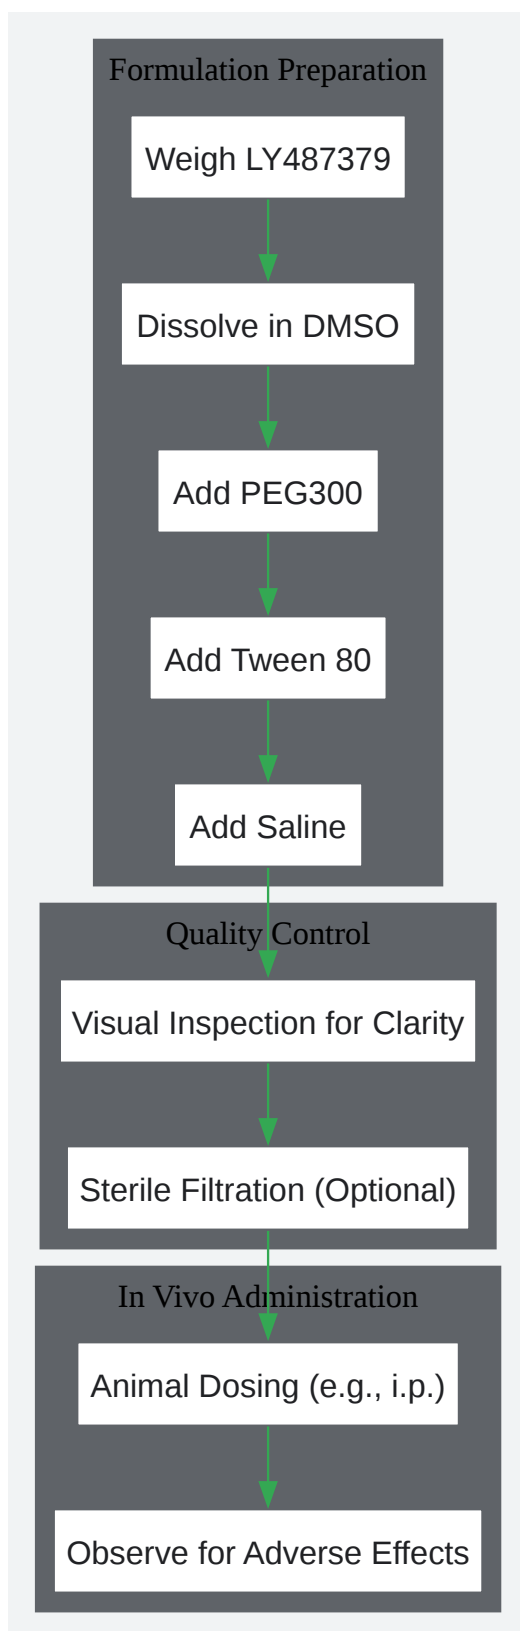 Formulation Preparation
Weigh LY487379
Dissolve in DMSO
Add PEG300
Add Tween 80
Add Saline
Quality Control
Visual Inspection for Clarity
Sterile Filtration (Optional)
In Vivo Administration
Animal Dosing (e.g., i.p.)
Observe for Adverse Effects